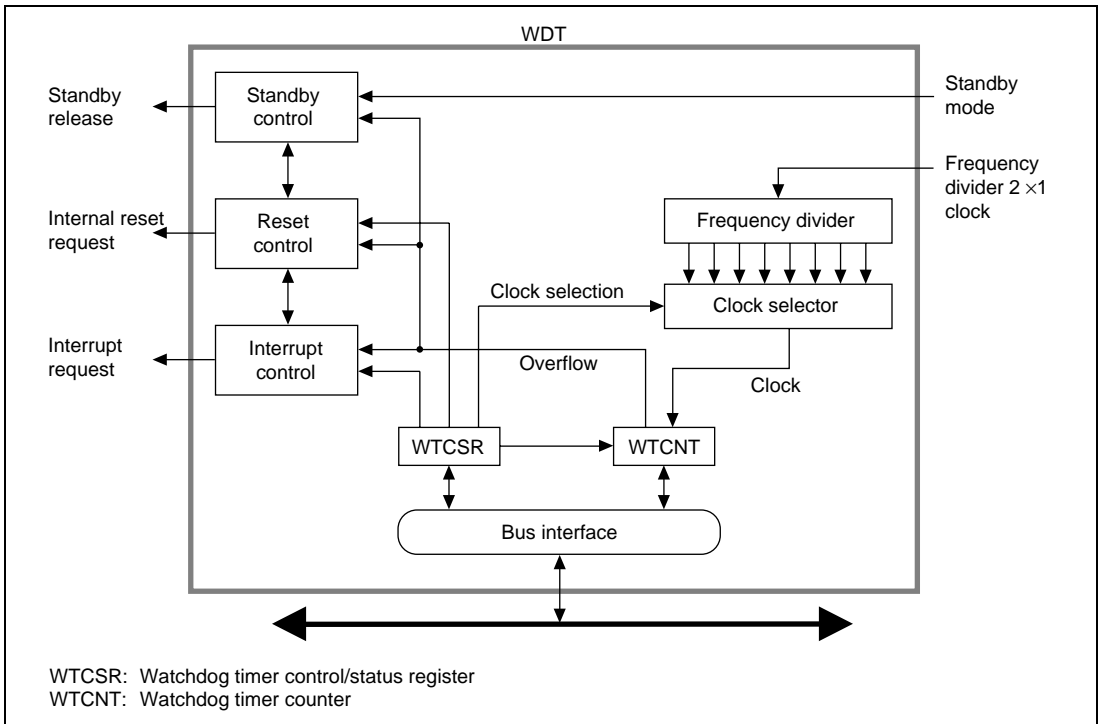 WDT
Standby
release
Standby
control
Standby
mode
Frequency
divider 2 ×1
clock
Internal reset
request
Reset
control
Frequency divider
Clock selection
Clock selector
Interrupt
request
Interrupt
control
Overflow
Clock
WTCSR
WTCNT
Bus interface
WTCSR: Watchdog timer control/status register
WTCNT: Watchdog timer counter